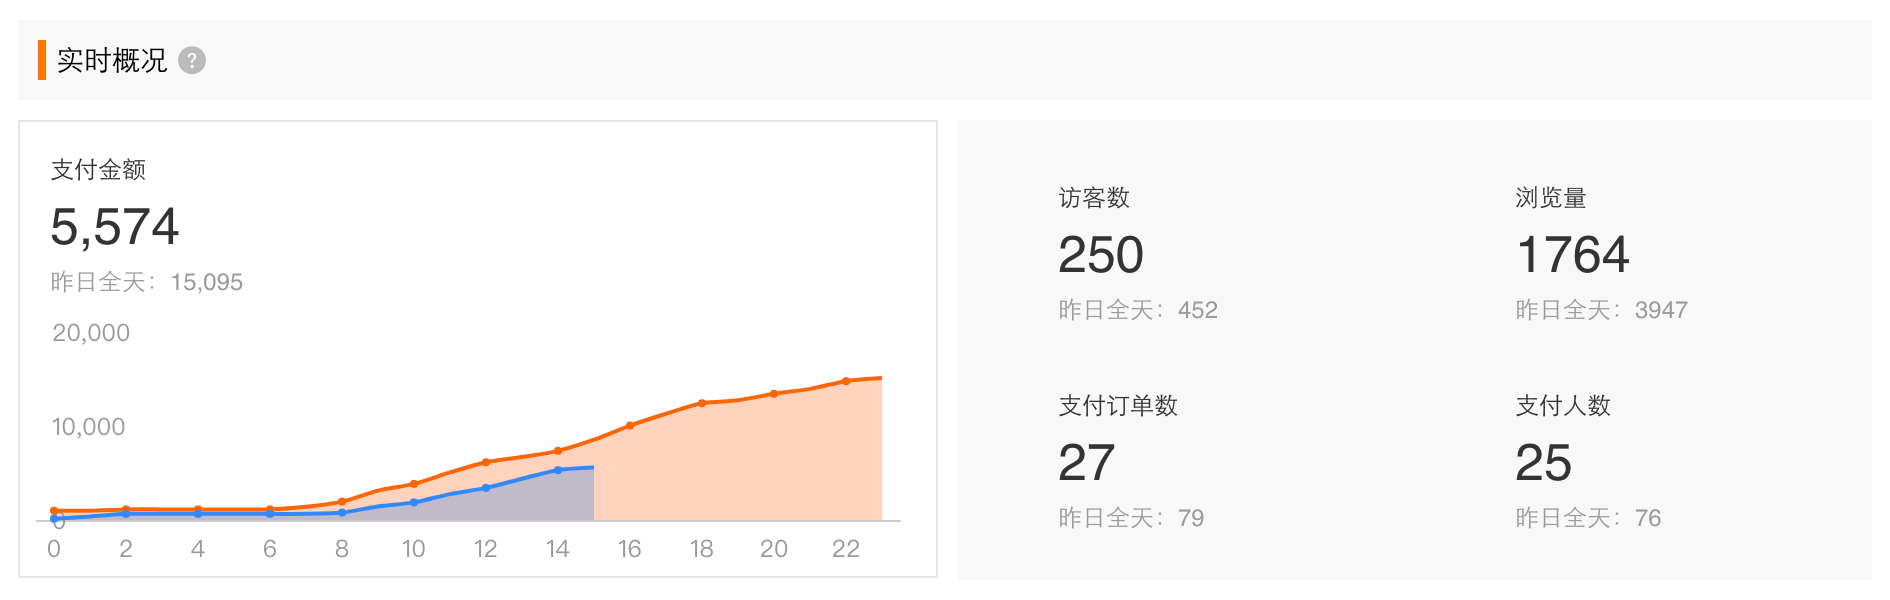 实时概况 ?
支付金额
5,574
昨日全天：15,095
20,000
10,000
0
0 2 4 6 8 10 12 14 16 18 20 22
访客数
250
昨日全天：452
浏览量
1764
昨日全天：3947
支付订单数
27
昨日全天：79
支付人数
25
昨日全天：76